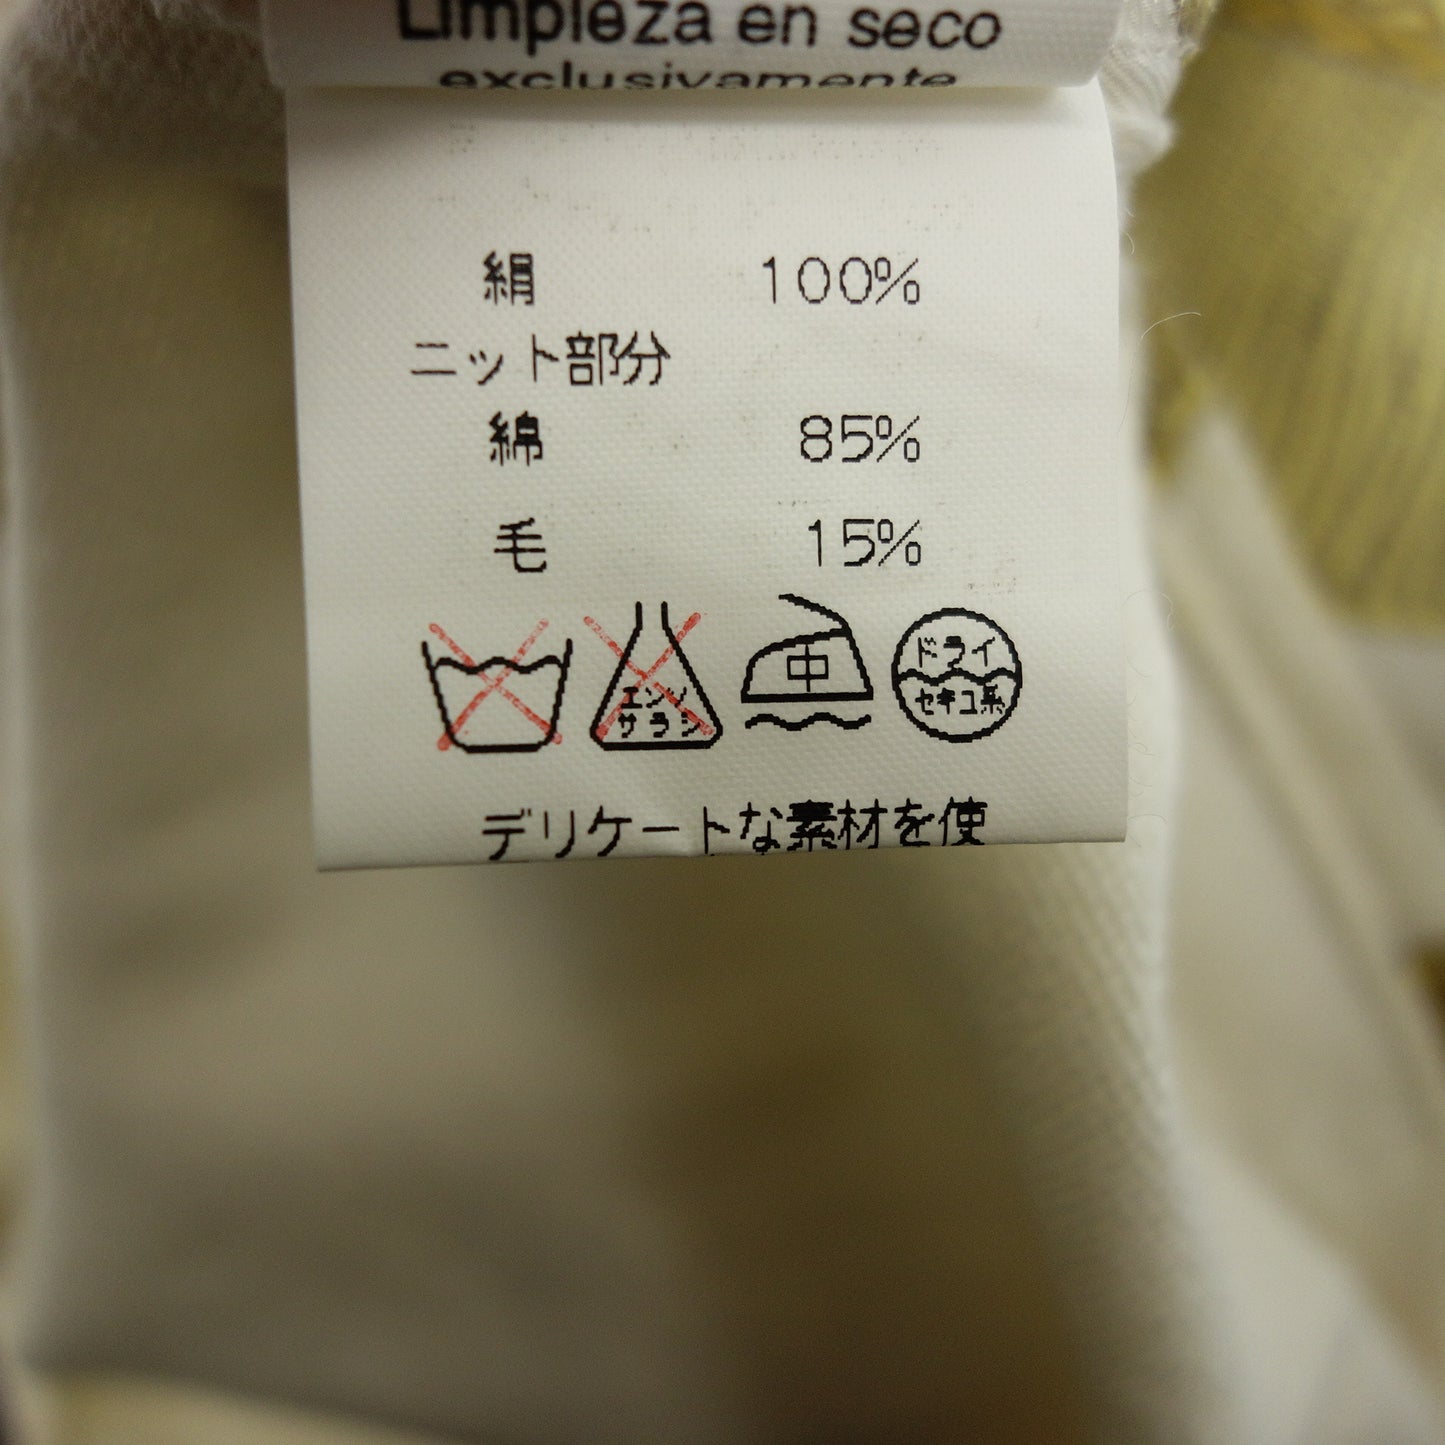 Limpieza en seco
exclusivamente
絹 100%
ニット部分
綿 85%
毛 15%
エンソ
サラシ
中
ドライ
セキユ系
デリケートな素材を使